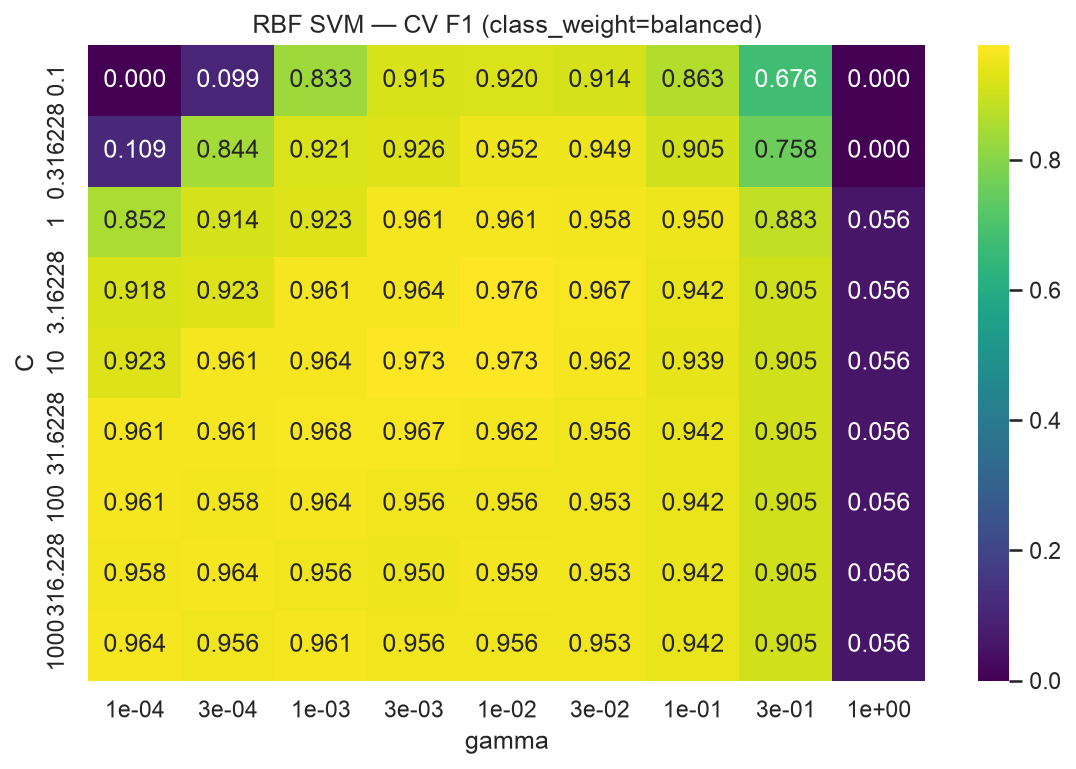 RBF SVM — CV F1 (class_weight=balanced)
0.1 0.000 0.099 0.833 0.915 0.920 0.914 0.863 0.676 0.000
0.316228 0.109 0.844 0.921 0.926 0.952 0.949 0.905 0.758 0.000
1 0.852 0.914 0.923 0.961 0.961 0.958 0.950 0.883 0.056
3.16228 0.918 0.923 0.961 0.964 0.976 0.967 0.942 0.905 0.056
10 0.923 0.961 0.964 0.973 0.973 0.962 0.939 0.905 0.056
31.6228 0.961 0.961 0.968 0.967 0.962 0.956 0.942 0.905 0.056
100 0.961 0.958 0.964 0.956 0.956 0.953 0.942 0.905 0.056
316.228 0.958 0.964 0.956 0.950 0.959 0.953 0.942 0.905 0.056
1000 0.964 0.956 0.961 0.956 0.956 0.953 0.942 0.905 0.056
1e-04 3e-04 1e-03 3e-03 1e-02 3e-02 1e-01 3e-01 1e+00
gamma
C
0.8
0.6
0.4
0.2
0.0